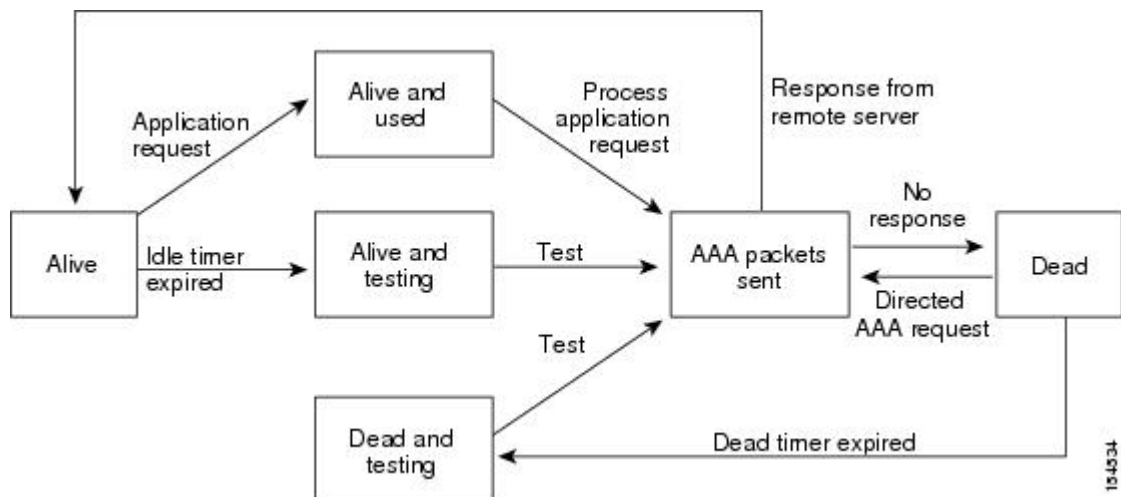 Response from
remote server
Application
request
Alive and
used
Process
application
request
No
response
Alive
Idle timer
expired
Alive and
testing
Test
AAA packets
sent
Dead
Directed
AAA request
Test
Dead and
testing
Dead timer expired
154534